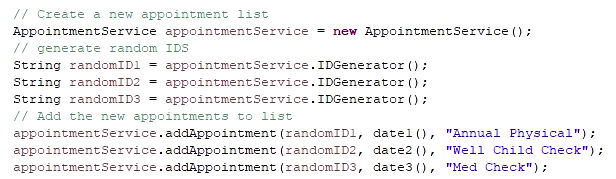 // Create a new appointment list
AppointmentService appointmentService = new AppointmentService();
// generate random IDS
String randomID1 = appointmentService.IDGenerator();
String randomID2 = appointmentService.IDGenerator();
String randomID3 = appointmentService.IDGenerator();
// Add the new appointments to list
appointmentService.addAppointment(randomID1, date1(), "Annual Physical");
appointmentService.addAppointment(randomID2, date2(), "Well Child Check");
appointmentService.addAppointment(randomID3, date3(), "Med Check");